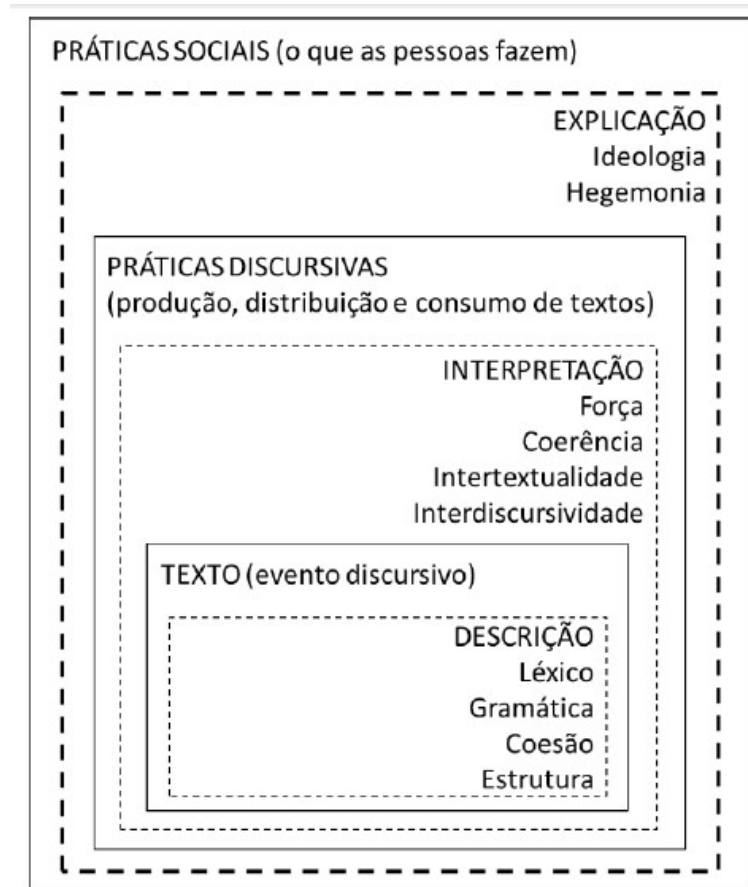 PRÁTICAS SOCIAIS (o que as pessoas fazem)
EXPLICAÇÃO
Ideologia
Hegemonia
PRÁTICAS DISCURSIVAS
(produção, distribuição e consumo de textos)
INTERPRETAÇÃO
Força
Coerência
Intertextualidade
Interdiscursividade
TEXTO (evento discursivo)
DESCRIÇÃO
Léxico
Gramática
Coesão
Estrutura